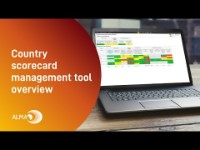 Country
scorecard
management tool
overview
ALMA